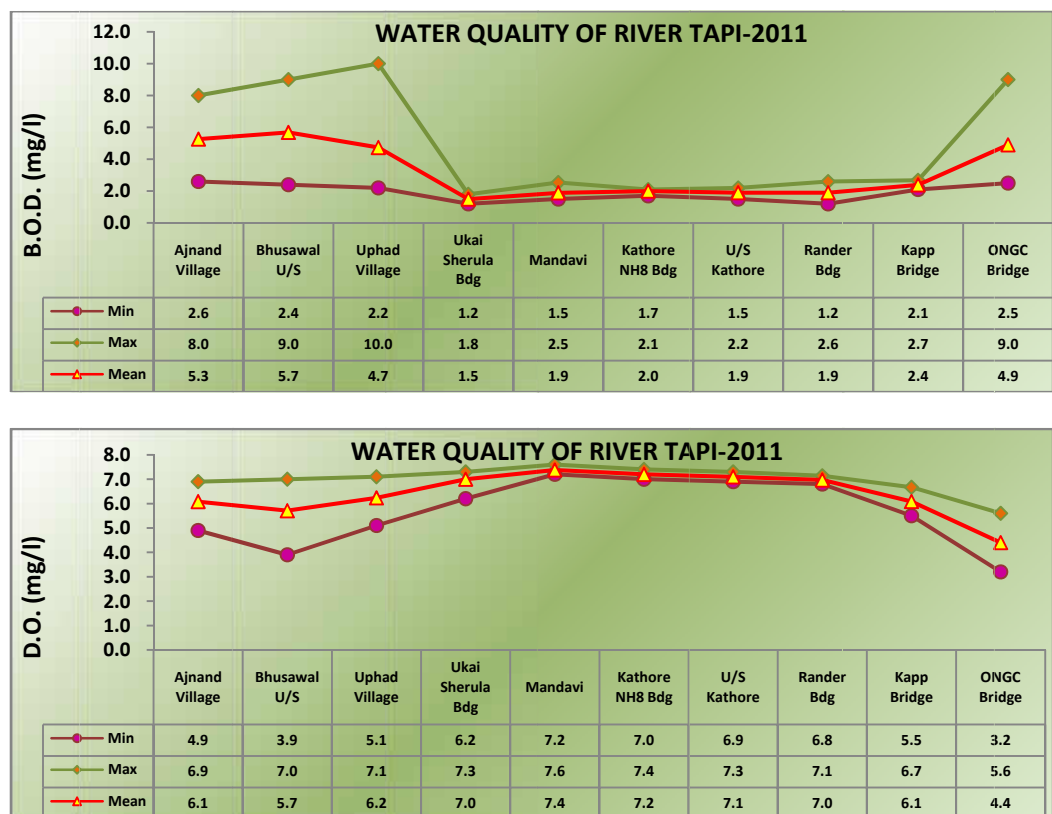 WATER QUALITY OF RIVER TAPI-2011
B.O.D. (mg/l)
12.0
10.0
8.0
6.0
4.0
2.0
0.0
Ajnand Village Bhusawal U/S Uphad Village Ukai Sherula Bdg Mandavi Kathore NH8 Bdg U/S Kathore Rander Bdg Kapp Bridge ONGC Bridge
Min 2.6 2.4 2.2 1.2 1.5 1.7 1.5 1.2 2.1 2.5
Max 8.0 9.0 10.0 1.8 2.5 2.1 2.2 2.6 2.7 9.0
Mean 5.3 5.7 4.7 1.5 1.9 2.0 1.9 1.9 2.4 4.9
WATER QUALITY OF RIVER TAPI-2011
D.O. (mg/l)
8.0
7.0
6.0
5.0
4.0
3.0
2.0
1.0
0.0
Ajnand Village Bhusawal U/S Uphad Village Ukai Sherula Bdg Mandavi Kathore NH8 Bdg U/S Kathore Rander Bdg Kapp Bridge ONGC Bridge
Min 4.9 3.9 5.1 6.2 7.2 7.0 6.9 6.8 5.5 3.2
Max 6.9 7.0 7.1 7.3 7.6 7.4 7.3 7.1 6.7 5.6
Mean 6.1 5.7 6.2 7.0 7.4 7.2 7.1 7.0 6.1 4.4